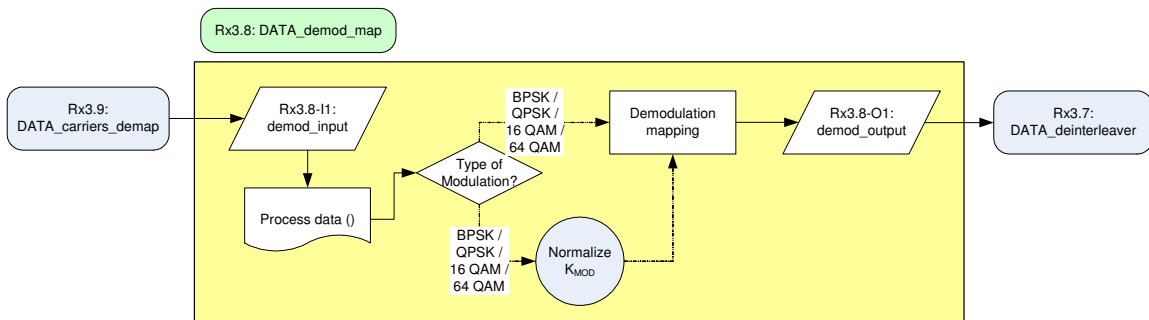 Rx3.8: DATA_demod_map
Rx3.9:
DATA_carriers_demap
Rx3.8-I1:
demod_input
Process data ()
Type of
Modulation?
BPSK /
QPSK /
16 QAM /
64 QAM
BPSK /
QPSK /
16 QAM /
64 QAM
Normalize
KMOD
Demodulation
mapping
Rx3.8-O1:
demod_output
Rx3.7:
DATA_deinterleaver